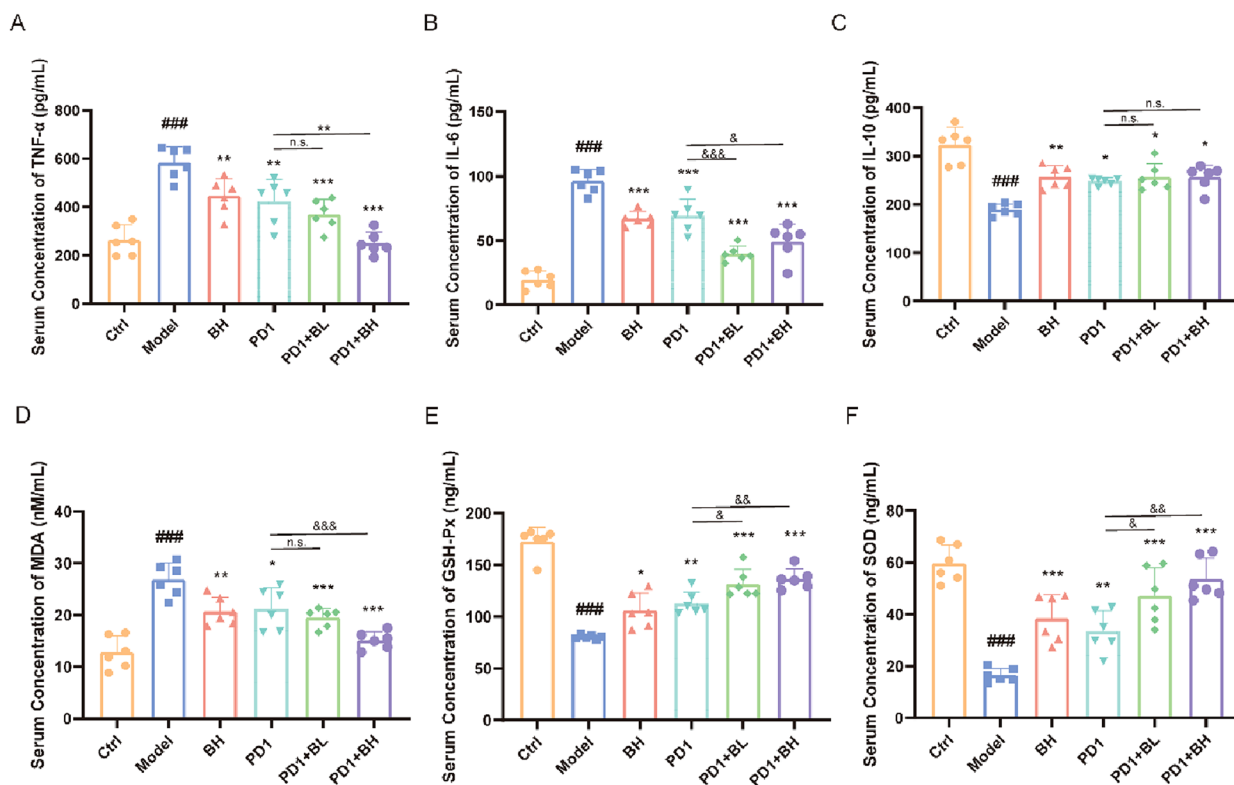 A
Serum Concentration of TNF-α (pg/mL)
800
600
400
200
0
###
**
**
***
***
n.s.
**
Ctrl
Model
BH
PD1
PD1+BL
PD1+BH
B
Serum Concentration of IL-6 (pg/mL)
150
100
50
0
###
***
***
***
***
&&&
&
Ctrl
Model
BH
PD1
PD1+BL
PD1+BH
C
Serum Concentration of IL-10 (pg/mL)
400
300
200
100
0
###
**
*
*
*
n.s.
n.s.
Ctrl
Model
BH
PD1
PD1+BL
PD1+BH
D
Serum Concentration of MDA (nM/mL)
40
30
20
10
0
###
**
*
***
***
n.s.
&&&
Ctrl
Model
BH
PD1
PD1+BL
PD1+BH
E
Serum Concentration of GSH-Px (ng/mL)
200
150
100
50
0
###
*
**
***
***
&
&&
Ctrl
Model
BH
PD1
PD1+BL
PD1+BH
F
Serum Concentration of SOD (ng/mL)
80
60
40
20
0
###
***
**
***
***
&
&&
Ctrl
Model
BH
PD1
PD1+BL
PD1+BH